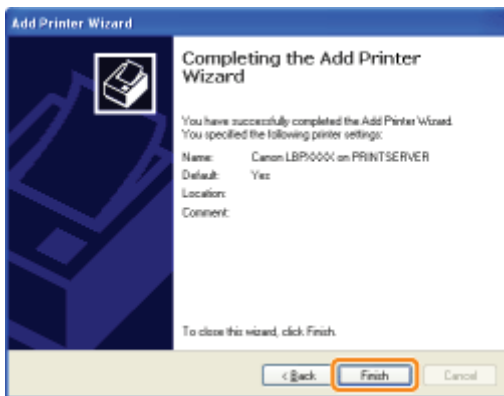 Add Printer Wizard
Completing the Add Printer
Wizard
You have successfully completed the Add Printer Wizard.
You specified the following printer settings:
Name: Canon LBPXXXX on PRINTSERVER
Default: Yes
Location:
Comment:
To close this wizard, click Finish.
< Back Finish Cancel